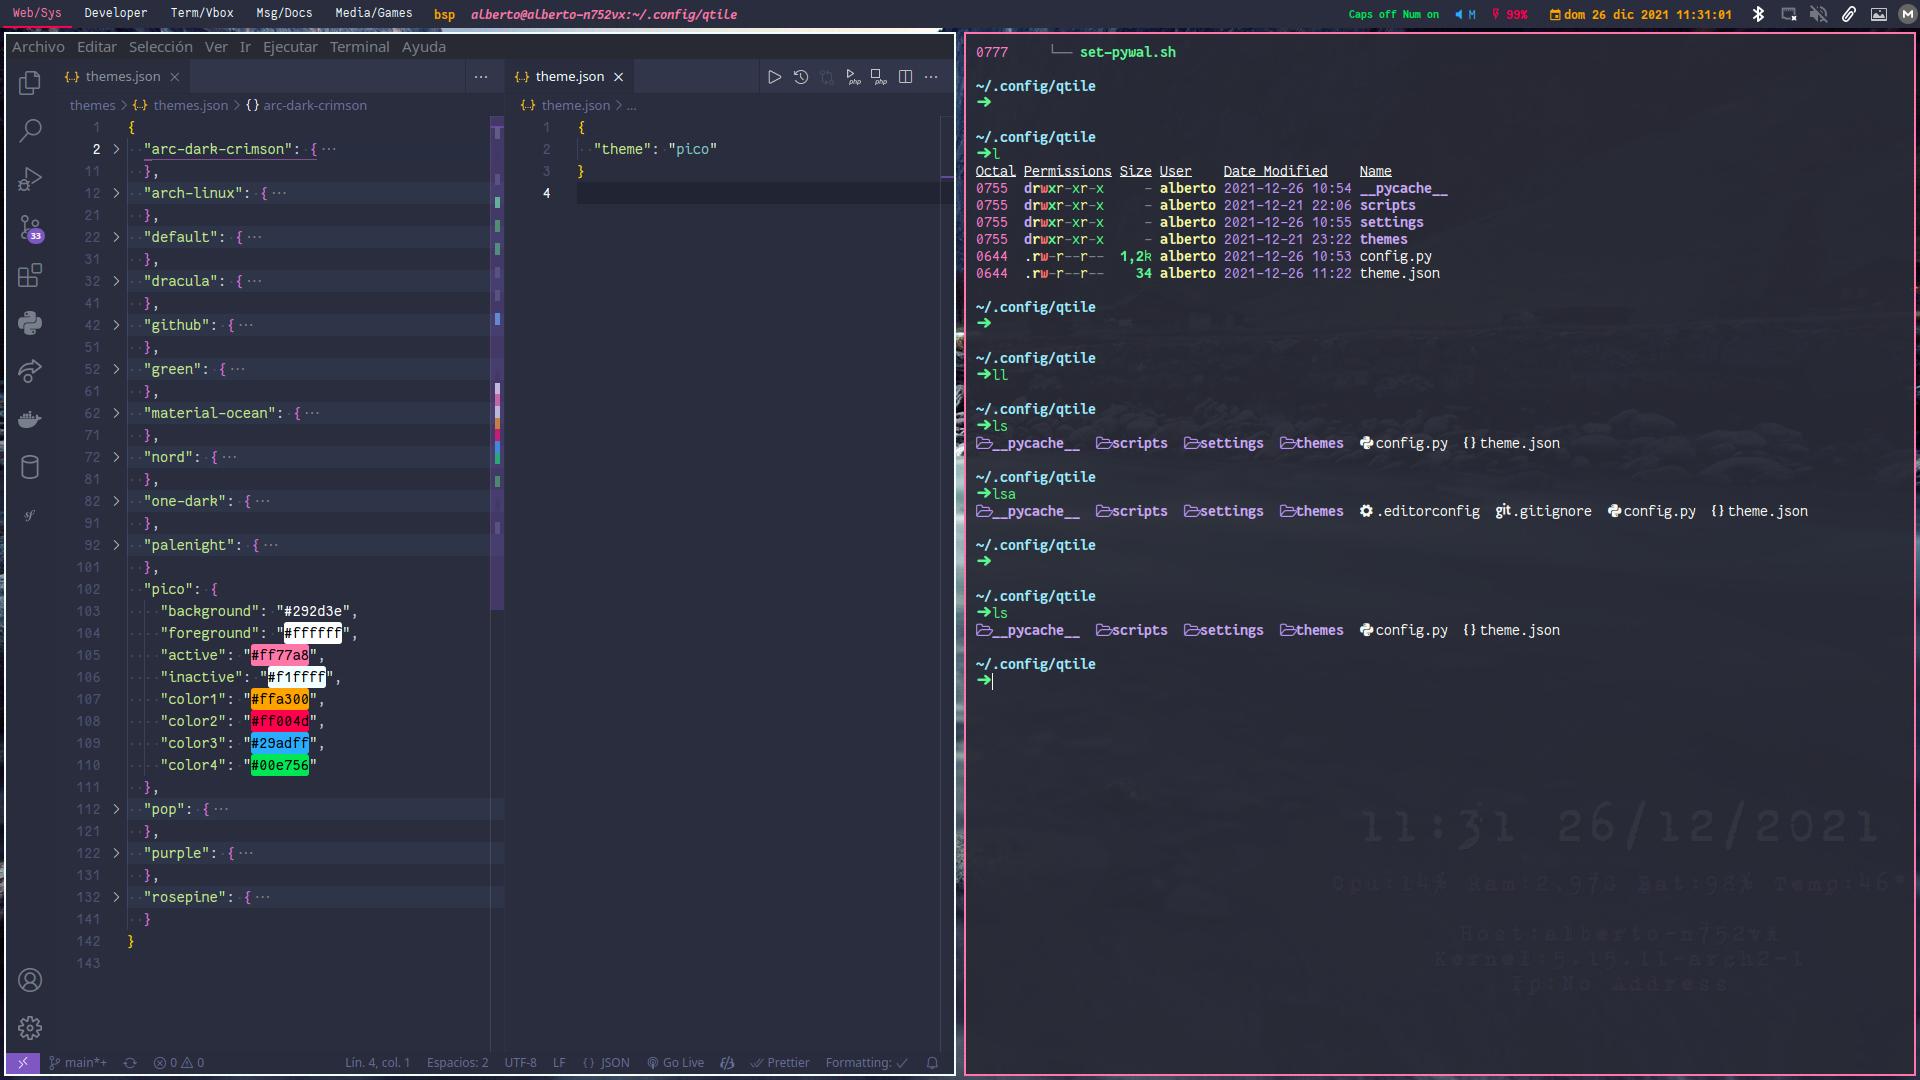 Web/Sys Developer Term/Vbox Msg/Docs Media/Games bsp alberto@alberto-n752vx:~/.config/qtile Caps off Num on M 99% dom 26 dic 2021 11:31:01 M
Archivo Editar Selección Ver Ir Ejecutar Terminal Ayuda
{..} themes.json × ···
themes > {..} themes.json > {} arc-dark-crimson
1 {
2 > "arc-dark-crimson": { ···
11 },
12 > "arch-linux": { ···
21 },
22 > "default": { ···
31 },
32 > "dracula": { ···
41 },
42 > "github": { ···
51 },
52 > "green": { ···
61 },
62 > "material-ocean": { ···
71 },
72 > "nord": { ···
81 },
82 > "one-dark": { ···
91 },
92 > "palenight": { ···
101 },
102 "pico": {
103 "background": "#292d3e",
104 "foreground": "#ffffff",
105 "active": "#ff77a8",
106 "inactive": "#f1ffff",
107 "color1": "#ffa300",
108 "color2": "#ff004d",
109 "color3": "#29adff",
110 "color4": "#00e756"
111 },
112 > "pop": { ···
121 },
122 > "purple": { ···
131 },
132 > "rosepine": { ···
141 }
142 }
143
33
{..} theme.json × php php ···
{..} theme.json > ...
1 {
2 "theme": "pico"
3 }
4
main*+ 0 0 Lín. 4, col. 1 Espacios: 2 UTF-8 LF {} JSON Go Live Prettier Formatting: ✓
0777 └── set-pywal.sh
~/.config/qtile
➜
~/.config/qtile
➜l
Octal Permissions Size User Date Modified Name
0755 drwxr-xr-x - alberto 2021-12-26 10:54 __pycache__
0755 drwxr-xr-x - alberto 2021-12-21 22:06 scripts
0755 drwxr-xr-x - alberto 2021-12-26 10:55 settings
0755 drwxr-xr-x - alberto 2021-12-21 23:22 themes
0644 .rw-r--r-- 1,2k alberto 2021-12-26 10:53 config.py
0644 .rw-r--r-- 34 alberto 2021-12-26 11:22 theme.json
~/.config/qtile
➜
~/.config/qtile
➜ll
~/.config/qtile
➜ls
__pycache__ scripts settings themes config.py {} theme.json
~/.config/qtile
➜lsa
__pycache__ scripts settings themes .editorconfig git .gitignore config.py {} theme.json
~/.config/qtile
➜
~/.config/qtile
➜ls
__pycache__ scripts settings themes config.py {} theme.json
~/.config/qtile
➜
11:31 26/12/2021
Cpu:14% Ram:2.97G Bat:98% Temp:46°
Host:alberto-n752vx
Kernel:5.15.11-arch2-1
Ip:No Address